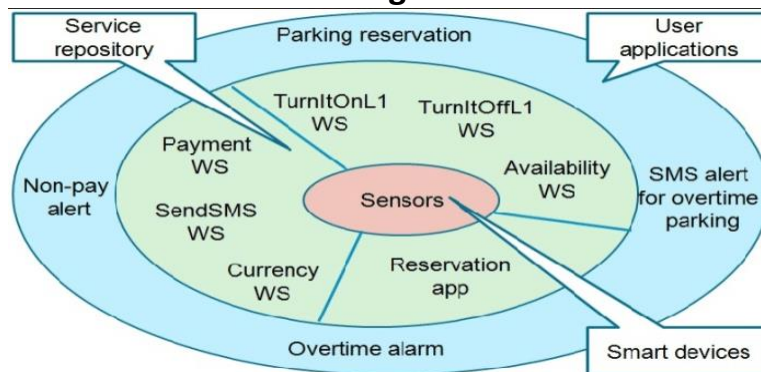 Service
repository
Parking reservation
User
applications
TurnItOnL1
WS
TurnItOffL1
WS
Payment
WS
Availability
WS
Non-pay
alert
Sensors
SMS alert
for overtime
parking
SendSMS
WS
Currency
WS
Reservation
app
Overtime alarm
Smart devices